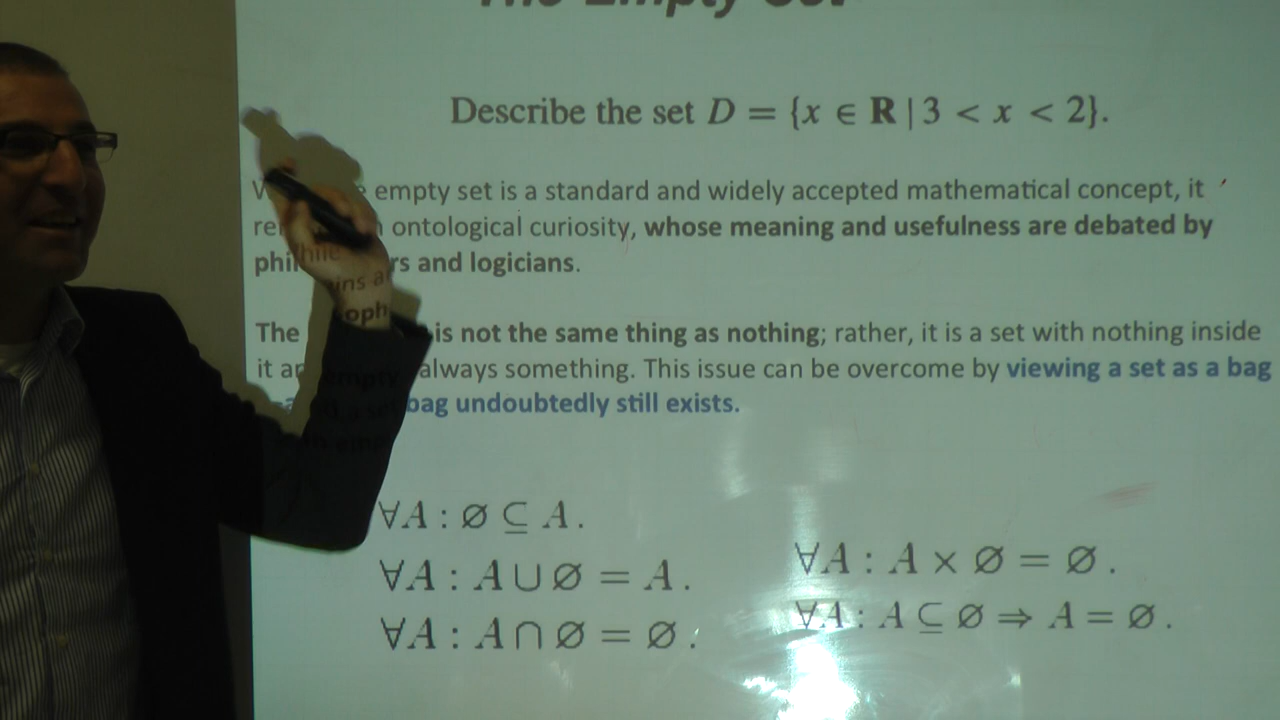 The Empty Set
Describe the set D = {x ∈ R | 3 < x < 2}.
empty set is a standard and widely accepted mathematical concept, it
ontological curiosity, whose meaning and usefulness are debated by
and logicians.
The is not the same thing as nothing; rather, it is a set with nothing inside
it always something. This issue can be overcome by viewing a set as a bag
bag undoubtedly still exists.
∀A : ∅ ⊆ A.
∀A : A ∪ ∅ = A.
∀A : A ∩ ∅ = ∅.
∀A : A × ∅ = ∅.
∀A : A ⊆ ∅ ⇒ A = ∅.